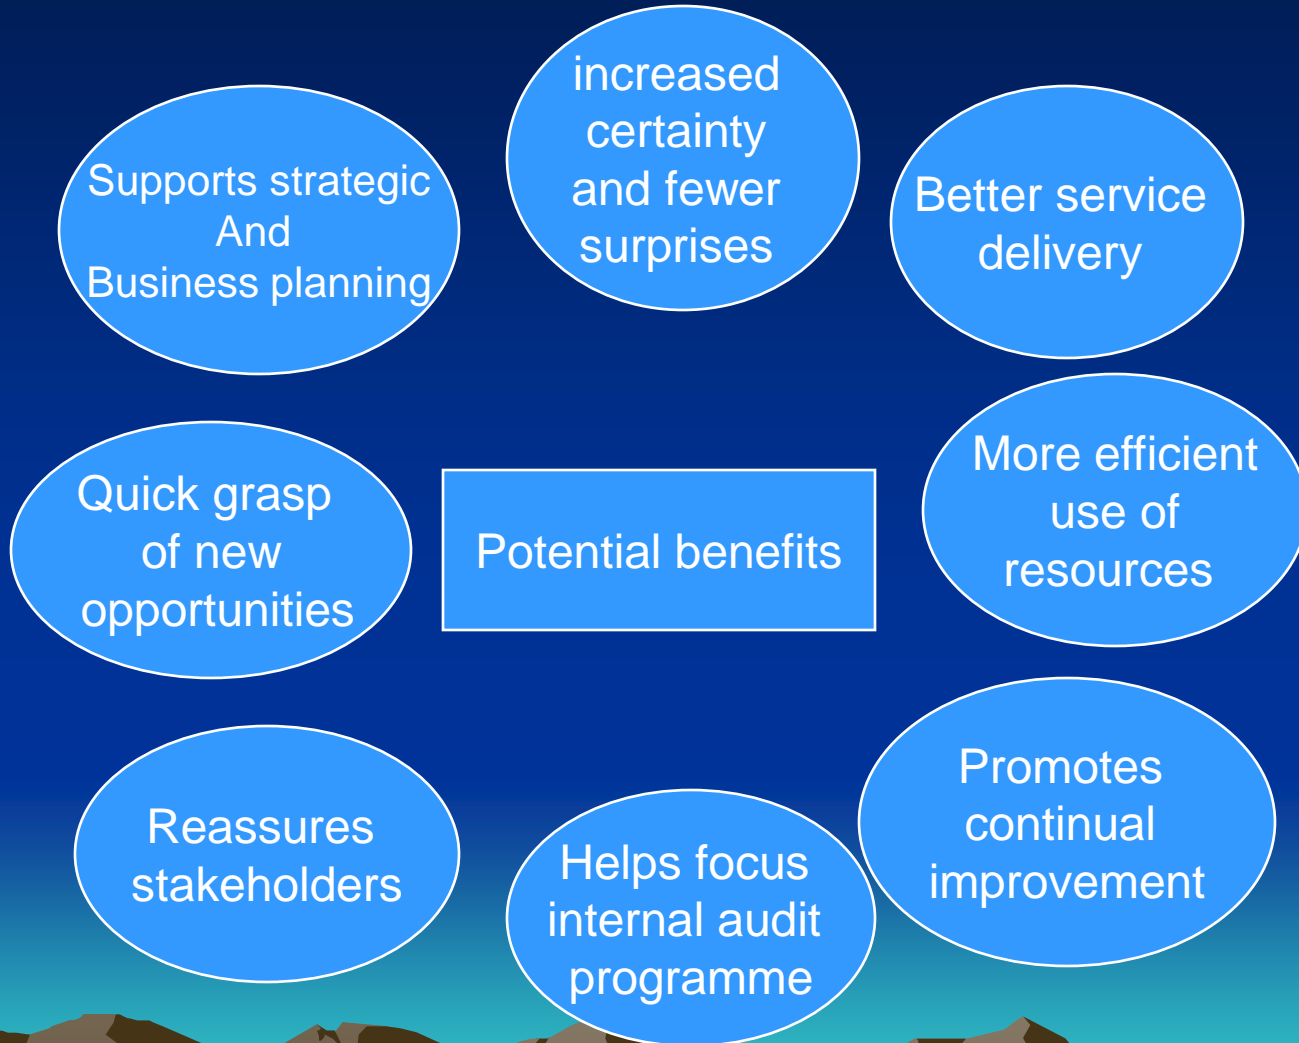 increased
certainty
and fewer
surprises
Supports strategic
And
Business planning
Better service
delivery
More efficient
use of
resources
Quick grasp
of new
opportunities
Potential benefits
Promotes
continual
improvement
Reassures
stakeholders
Helps focus
internal audit
programme